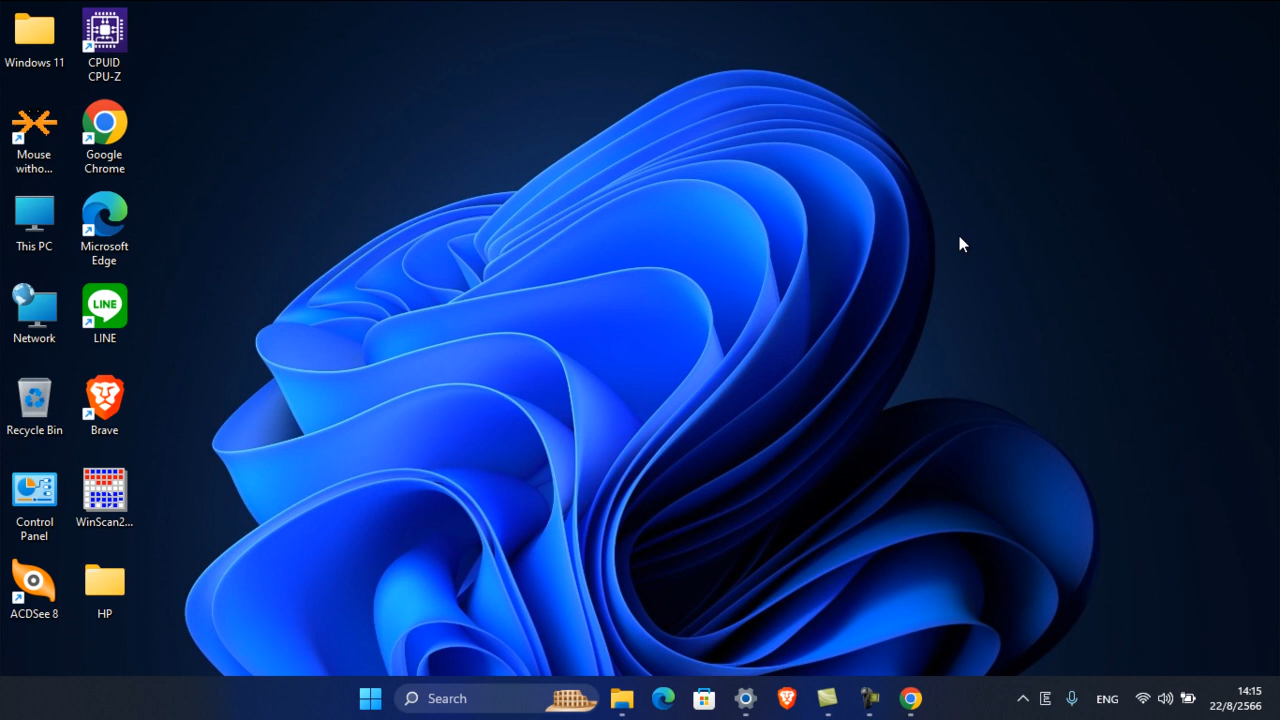 Windows 11
CPUID
CPU-Z
Mouse
witho...
Google
Chrome
This PC
Microsoft
Edge
Network
LINE
LINE
Recycle Bin
Brave
Control
Panel
WinScan2...
ACDSee 8
HP
Search
ENG
14:15
22/8/2566